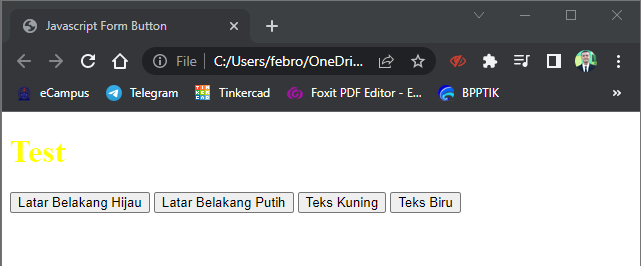 Javascript Form Button
File C:/Users/febro/OneDri...
eCampus Telegram Tinkercad Foxit PDF Editor - E... BPPTIK
Test
Latar Belakang Hijau Latar Belakang Putih Teks Kuning Teks Biru